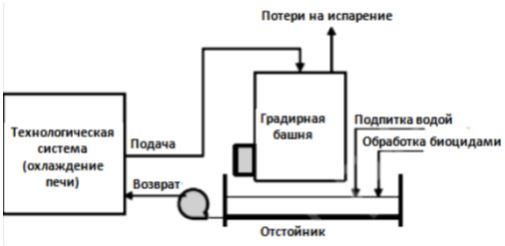 Потери на испарение
Градирная
башня
Подпитка водой
Обработка биоцидами
Технологическая
система
(охлаждение
печи)
Подача
Возврат
Отстойник